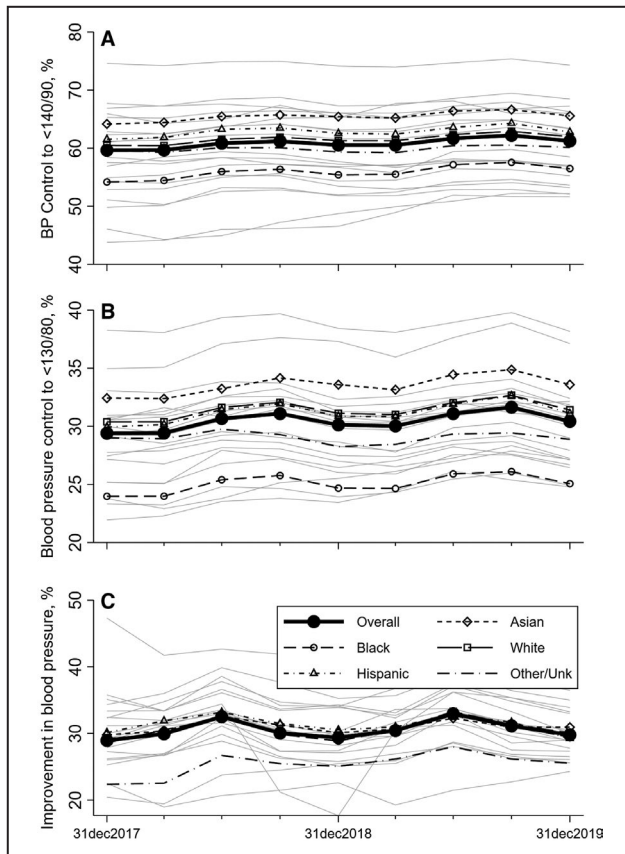 A
BP Control to <140/90, %
80
70
60
50
40
B
Blood pressure control to <130/80, %
40
35
30
25
20
C
Improvement in blood pressure, %
50
40
30
20
Overall
Asian
Black
White
Hispanic
Other/Unk
31dec2017
31dec2018
31dec2019